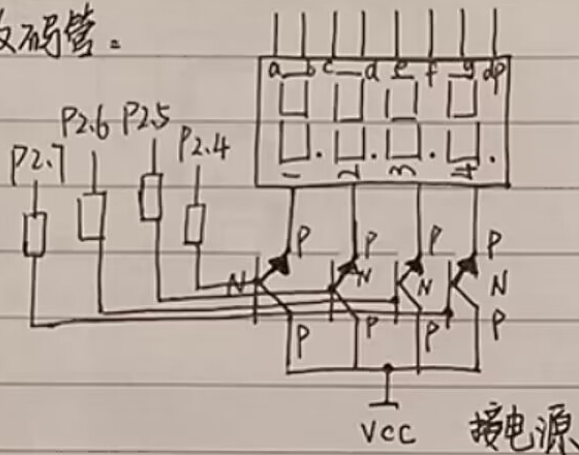 码管。
a b c d e f g dp
P2.7 P2.6 P2.5 P2.4
1 2 3 4
P P P P
N N N N
P P P P
VCC 接电源